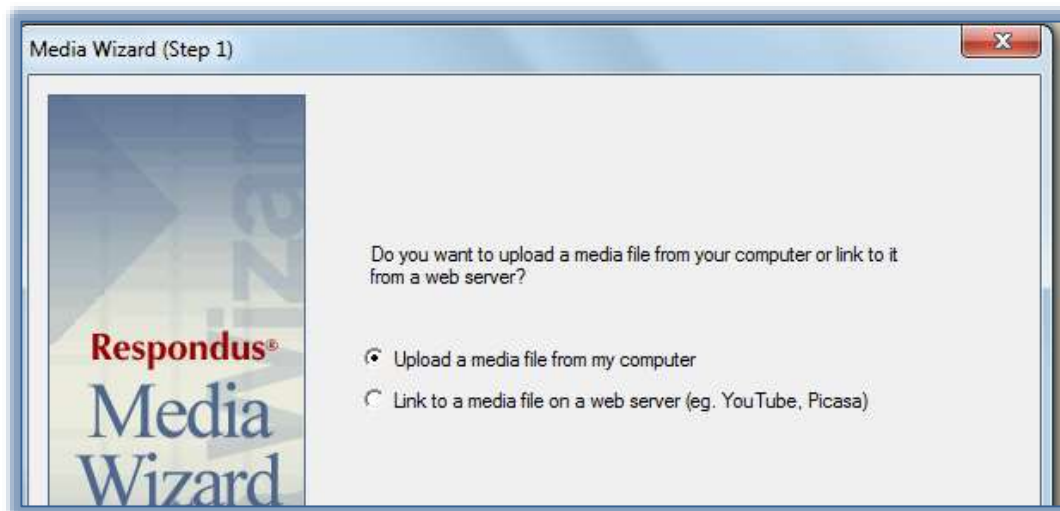 Media Wizard (Step 1)
Do you want to upload a media file from your computer or link to it
from a web server?
Upload a media file from my computer
Link to a media file on a web server (eg. YouTube, Picasa)
Respondus®
Media
Wizard
Wizar